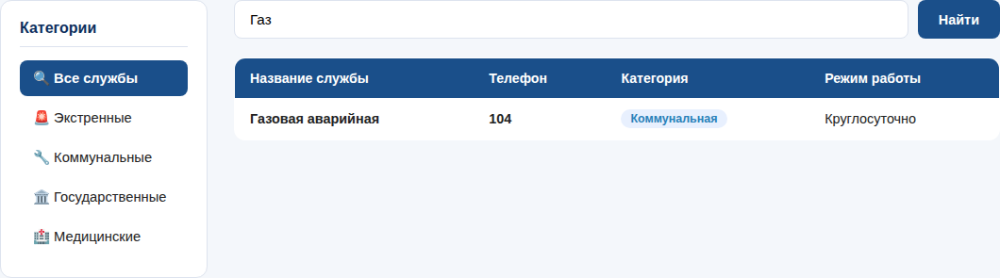 Категории
🔍 Все службы
🚨 Экстренные
🔧 Коммунальные
🏛️ Государственные
🏥 Медицинские
Газ
Найти
Название службы Телефон Категория Режим работы
Газовая аварийная 104 Коммунальная Круглосуточно